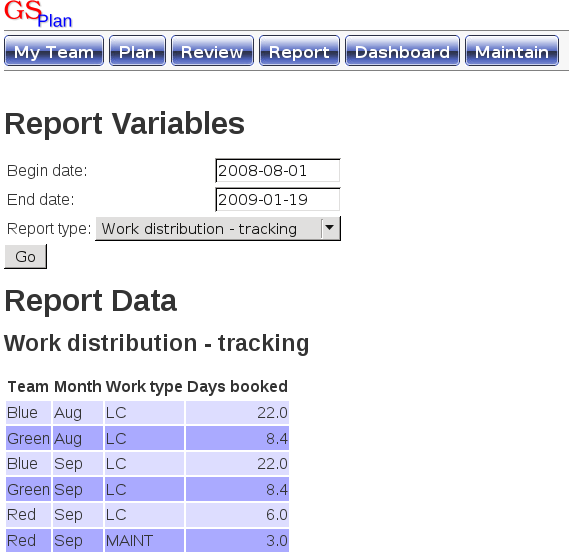 GSPlan
My Team Plan Review Report Dashboard Maintain
Report Variables
Begin date: 2008-08-01
End date: 2009-01-19
Report type: Work distribution - tracking
Go
Report Data
Work distribution - tracking
Team Month Work type Days booked
Blue Aug LC 22.0
Green Aug LC 8.4
Blue Sep LC 22.0
Green Sep LC 8.4
Red Sep LC 6.0
Red Sep MAINT 3.0